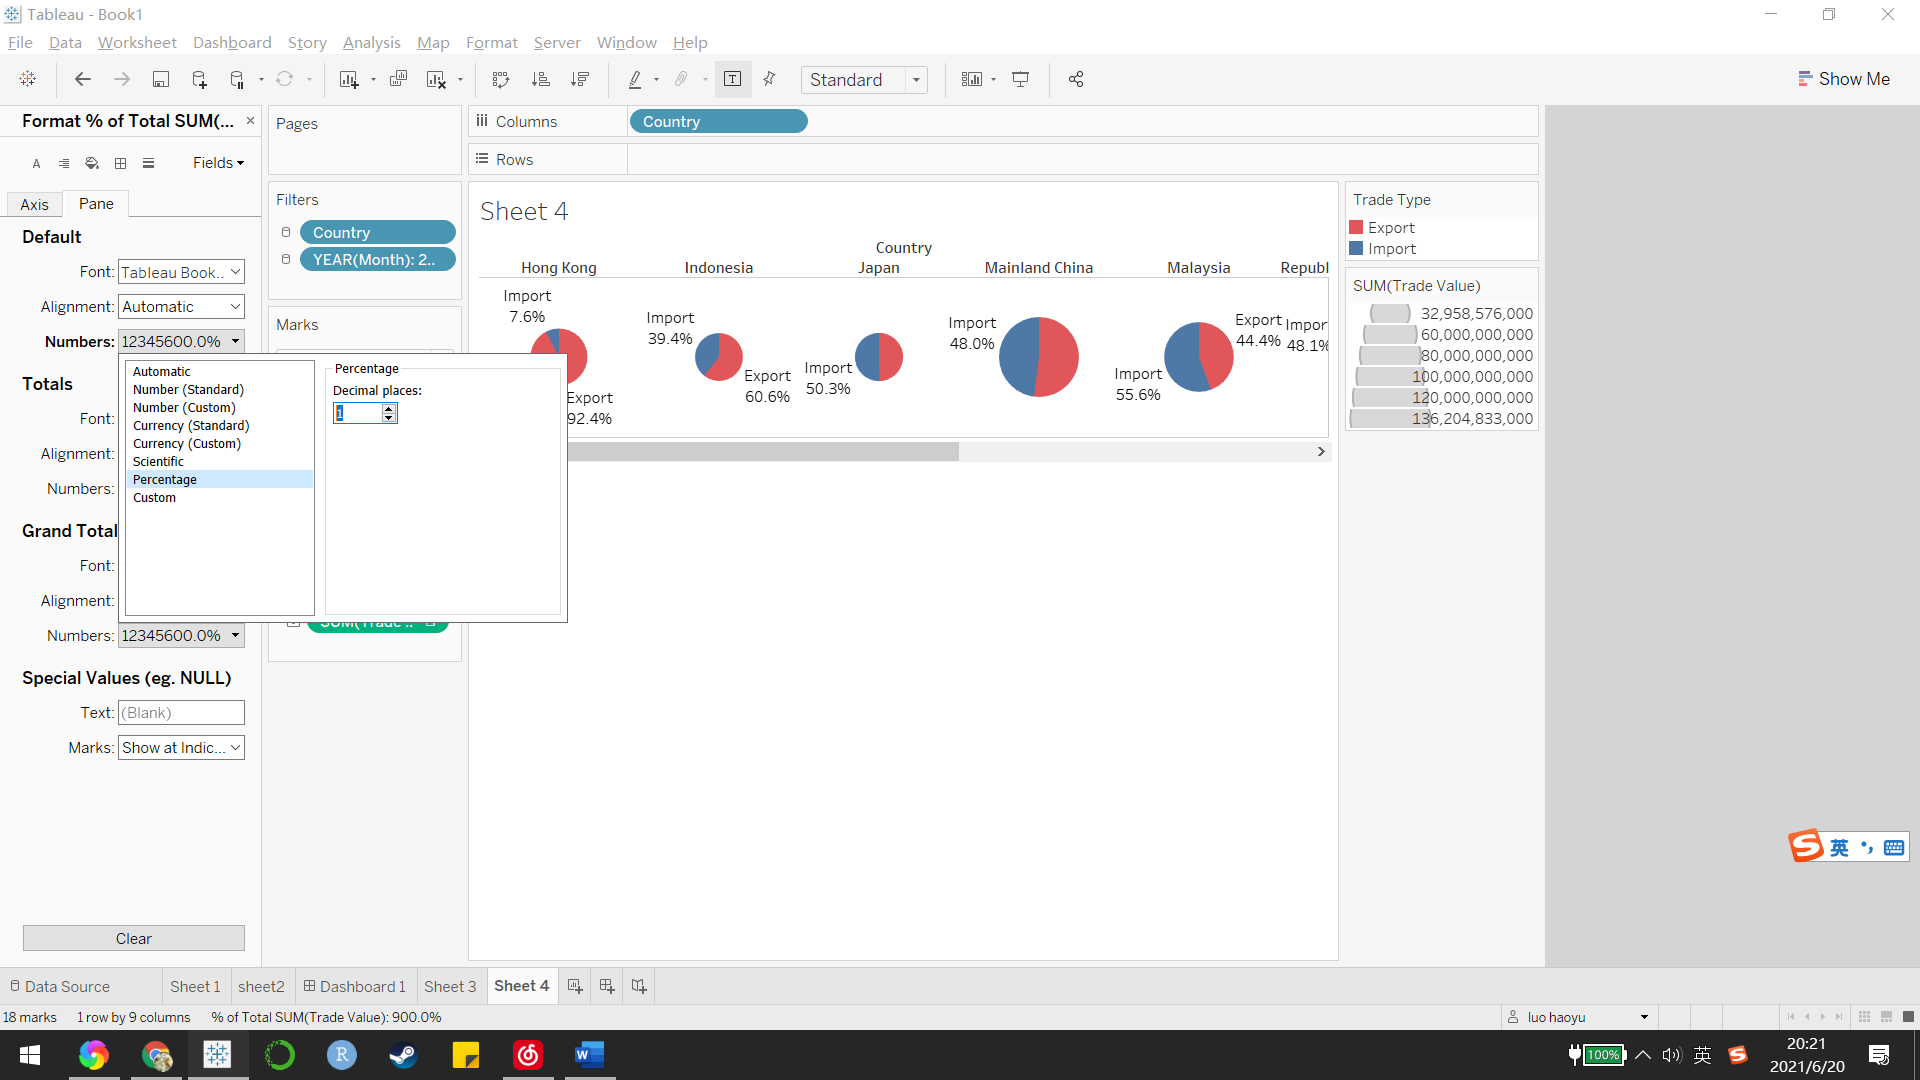 Tableau - Book1
File Data Worksheet Dashboard Story Analysis Map Format Server Window Help
Standard
Show Me
Format % of Total SUM(...
Fields
Axis Pane
Default
Font: Tableau Book..
Alignment: Automatic
Numbers: 12345600.0%
Totals
Font:
Alignment:
Numbers:
Grand Total
Font:
Alignment:
Numbers: 12345600.0%
Special Values (eg. NULL)
Text: (Blank)
Marks: Show at Indic...
Clear
Automatic
Number (Standard)
Number (Custom)
Currency (Standard)
Currency (Custom)
Scientific
Percentage
Custom
Percentage
Decimal places:
1
Pages
Filters
Country
YEAR(Month): 2..
Marks
SUM(Trade ..
Columns Country
Rows
Sheet 4
Country
Hong Kong Indonesia Japan Mainland China Malaysia Republ
Import
7.6%
Export
92.4%
Import
39.4%
Export
60.6%
Import
50.3%
Import
48.0%
Import
55.6%
Export
44.4%
Impor
48.1%
Trade Type
Export
Import
SUM(Trade Value)
32,958,576,000
60,000,000,000
80,000,000,000
100,000,000,000
120,000,000,000
136,204,833,000
英
Data Source Sheet 1 sheet2 Dashboard 1 Sheet 3 Sheet 4
18 marks 1 row by 9 columns % of Total SUM(Trade Value): 900.0%
luo haoyu
100%
英
20:21
2021/6/20